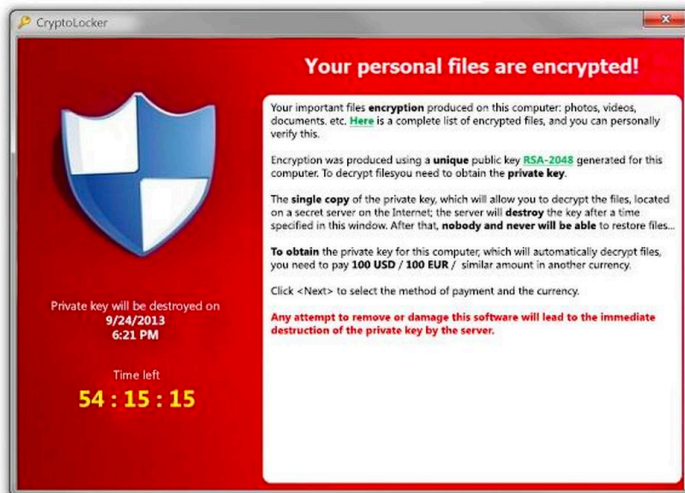 CryptoLocker
Your personal files are encrypted!
Your important files encryption produced on this computer: photos, videos,
documents. etc. Here is a complete list of encrypted files, and you can personally
verify this.
Encryption was produced using a unique public key RSA-2048 generated for this
computer. To decrypt filesyou need to obtain the private key.
The single copy of the private key, which will allow you to decrypt the files, located
on a secret server on the Internet; the server will destroy the key after a time
specified in this window. After that, nobody and never will be able to restore files...
To obtain the private key for this computer, which will automatically decrypt files,
you need to pay 100 USD / 100 EUR / similar amount in another currency.
Click <Next> to select the method of payment and the currency.
Any attempt to remove or damage this software will lead to the immediate
destruction of the private key by the server.
Private key will be destroyed on
9/24/2013
6:21 PM
Time left
54 : 15 : 15